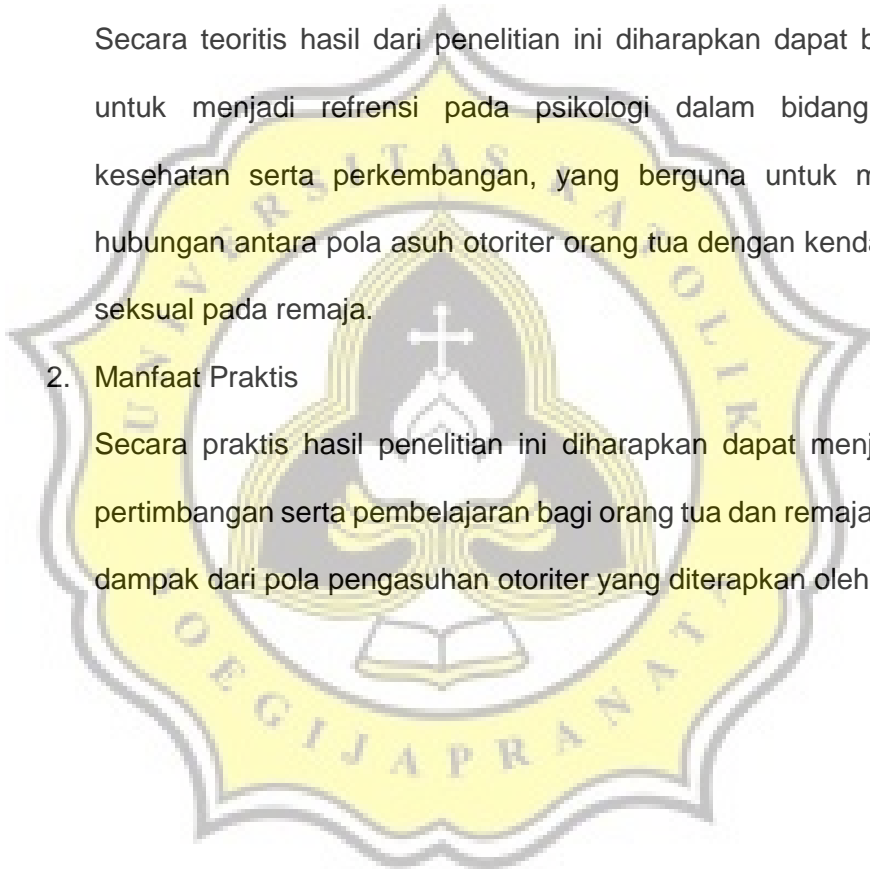 Secara teoritis hasil dari penelitian ini diharapkan dapat
untuk menjadi refrensi pada psikologi dalam bidang
kesehatan serta perkembangan, yang berguna untuk
hubungan antara pola asuh otoriter orang tua dengan
seksual pada remaja.
2. Manfaat Praktis
Secara praktis hasil penelitian ini diharapkan dapat
pertimbangan serta pembelajaran bagi orang tua dan remaja
dampak dari pola pengasuhan otoriter yang diterapkan oleh
UNIVERSITAS KATOLIK
SOEGIJAPRANATA